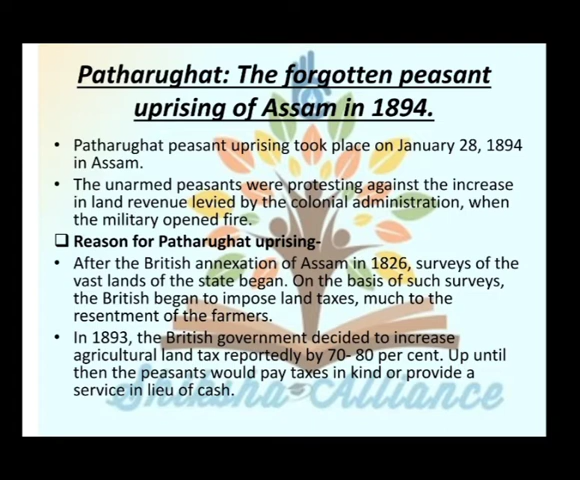 Patharughat: The forgotten peasant
uprising of Assam in 1894.
• Patharughat peasant uprising took place on January 28, 1894
in Assam.
• The unarmed peasants were protesting against the increase
in land revenue levied by the colonial administration, when
the military opened fire.
❑ Reason for Patharughat uprising-
• After the British annexation of Assam in 1826, surveys of the
vast lands of the state began. On the basis of such surveys,
the British began to impose land taxes, much to the
resentment of the farmers.
• In 1893, the British government decided to increase
agricultural land tax reportedly by 70- 80 per cent. Up until
then the peasants would pay taxes in kind or provide a
service in lieu of cash.
Shiksha Alliance